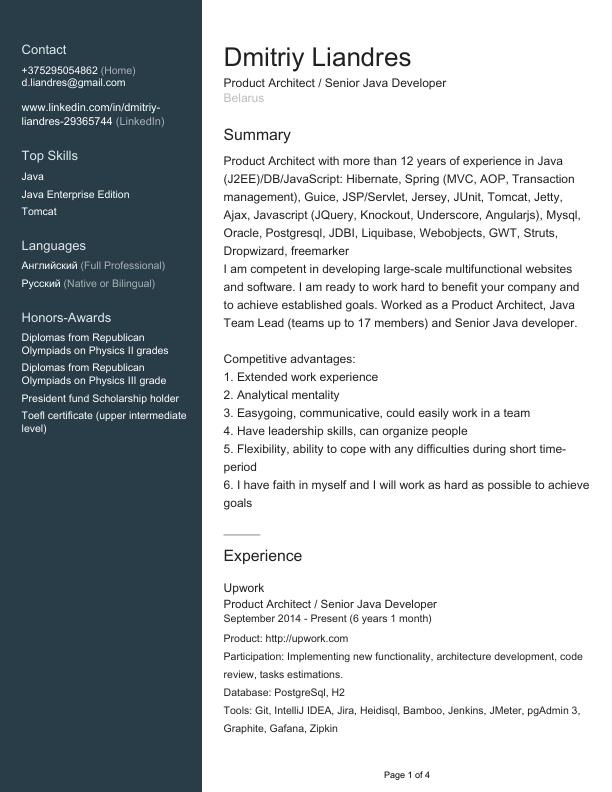 Contact
+375295054862 (Home)
d.liandres@gmail.com
www.linkedin.com/in/dmitriy-
liandres-29365744 (LinkedIn)
Top Skills
Java
Java Enterprise Edition
Tomcat
Languages
Английский (Full Professional)
Русский (Native or Bilingual)
Honors-Awards
Diplomas from Republican
Olympiads on Physics II grades
Diplomas from Republican
Olympiads on Physics III grade
President fund Scholarship holder
Toefl certificate (upper intermediate
level)
Dmitriy Liandres
Product Architect / Senior Java Developer
Belarus
Summary
Product Architect with more than 12 years of experience in Java
(J2EE)/DB/JavaScript: Hibernate, Spring (MVC, AOP, Transaction
management), Guice, JSP/Servlet, Jersey, JUnit, Tomcat, Jetty,
Ajax, Javascript (JQuery, Knockout, Underscore, Angularjs), Mysql,
Oracle, Postgresql, JDBI, Liquibase, Webobjects, GWT, Struts,
Dropwizard, freemarker
I am competent in developing large-scale multifunctional websites
and software. I am ready to work hard to benefit your company and
to achieve established goals. Worked as a Product Architect, Java
Team Lead (teams up to 17 members) and Senior Java developer.
Competitive advantages:
1. Extended work experience
2. Analytical mentality
3. Easygoing, communicative, could easily work in a team
4. Have leadership skills, can organize people
5. Flexibility, ability to cope with any difficulties during short time-
period
6. I have faith in myself and I will work as hard as possible to achieve
goals
Experience
Upwork
Product Architect / Senior Java Developer
September 2014 - Present (6 years 1 month)
Product: http://upwork.com
Participation: Implementing new functionality, architecture development, code
review, tasks estimations.
Database: PostgreSql, H2
Tools: Git, IntelliJ IDEA, Jira, Heidisql, Bamboo, Jenkins, JMeter, pgAdmin 3,
Graphite, Gafana, Zipkin
Page 1 of 4